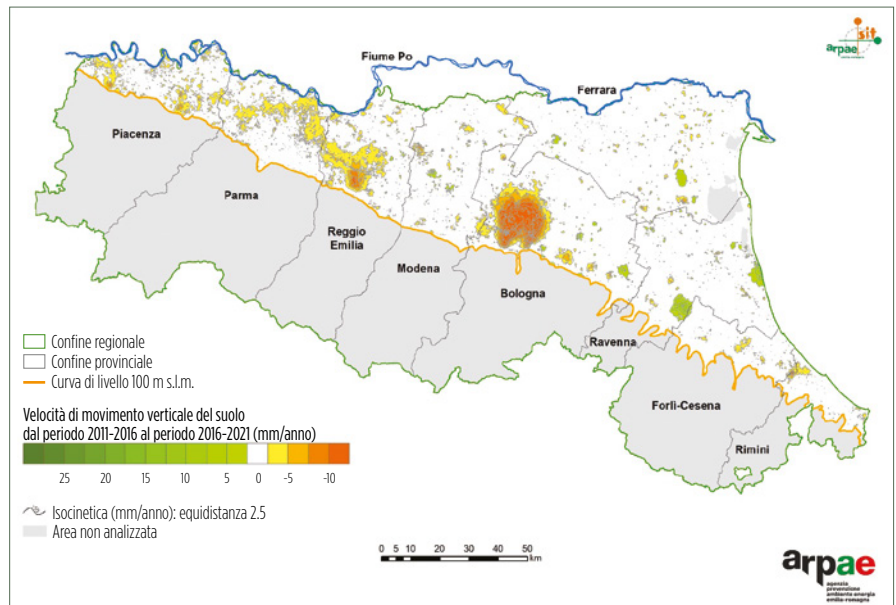 sit
arpae
Fiume Po
Ferrara
Piacenza
Parma
Reggio
Emilia
Modena
Bologna
Ravenna
Forlì-Cesena
Rimini
Confine regionale
Confine provinciale
Curva di livello 100 m s.l.m.
Velocità di movimento verticale del suolo
dal periodo 2011-2016 al periodo 2016-2021 (mm/anno)
25 20 15 10 5 0 -5 -10
Isocinetica (mm/anno): equidistanza 2.5
Area non analizzata
0 5 10 20 30 40 50
km
arpae
agenzia
prevenzione
ambiente energia
emilia-romagna